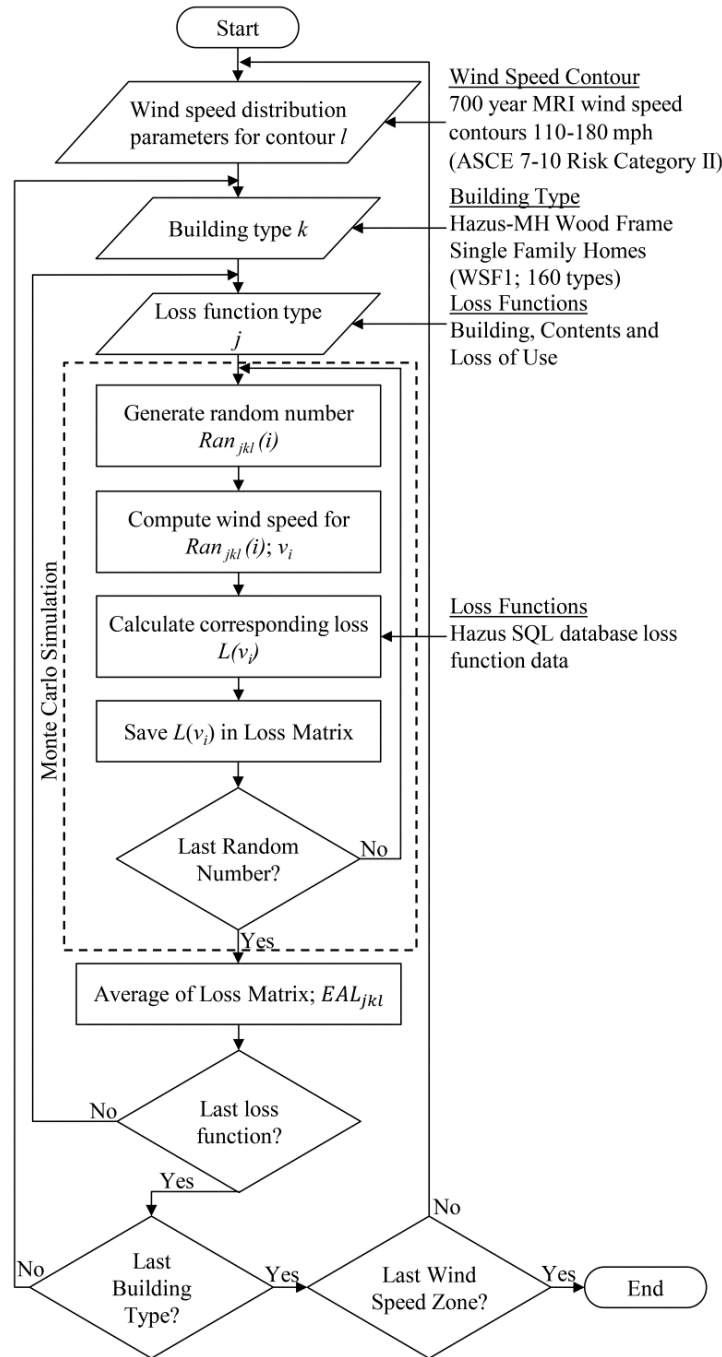 Start
Wind speed distribution
parameters for contour l
Wind Speed Contour
700 year MRI wind speed
contours 110-180 mph
(ASCE 7-10 Risk Category II)
Building type k
Building Type
Hazus-MH Wood Frame
Single Family Homes
(WSF1; 160 types)
Loss function type
j
Loss Functions
Building, Contents and
Loss of Use
Monte Carlo Simulation
Generate random number
Ran jkl (i)
Compute wind speed for
Ran jkl (i); vi
Calculate corresponding loss
L(vi)
Loss Functions
Hazus SQL database loss
function data
Save L(vi) in Loss Matrix
Last Random
Number?
No
Yes
Average of Loss Matrix; EALjkl
Last loss
function?
No
Yes
Last
Building
Type?
No
Yes
Last Wind
Speed Zone?
No
Yes
End